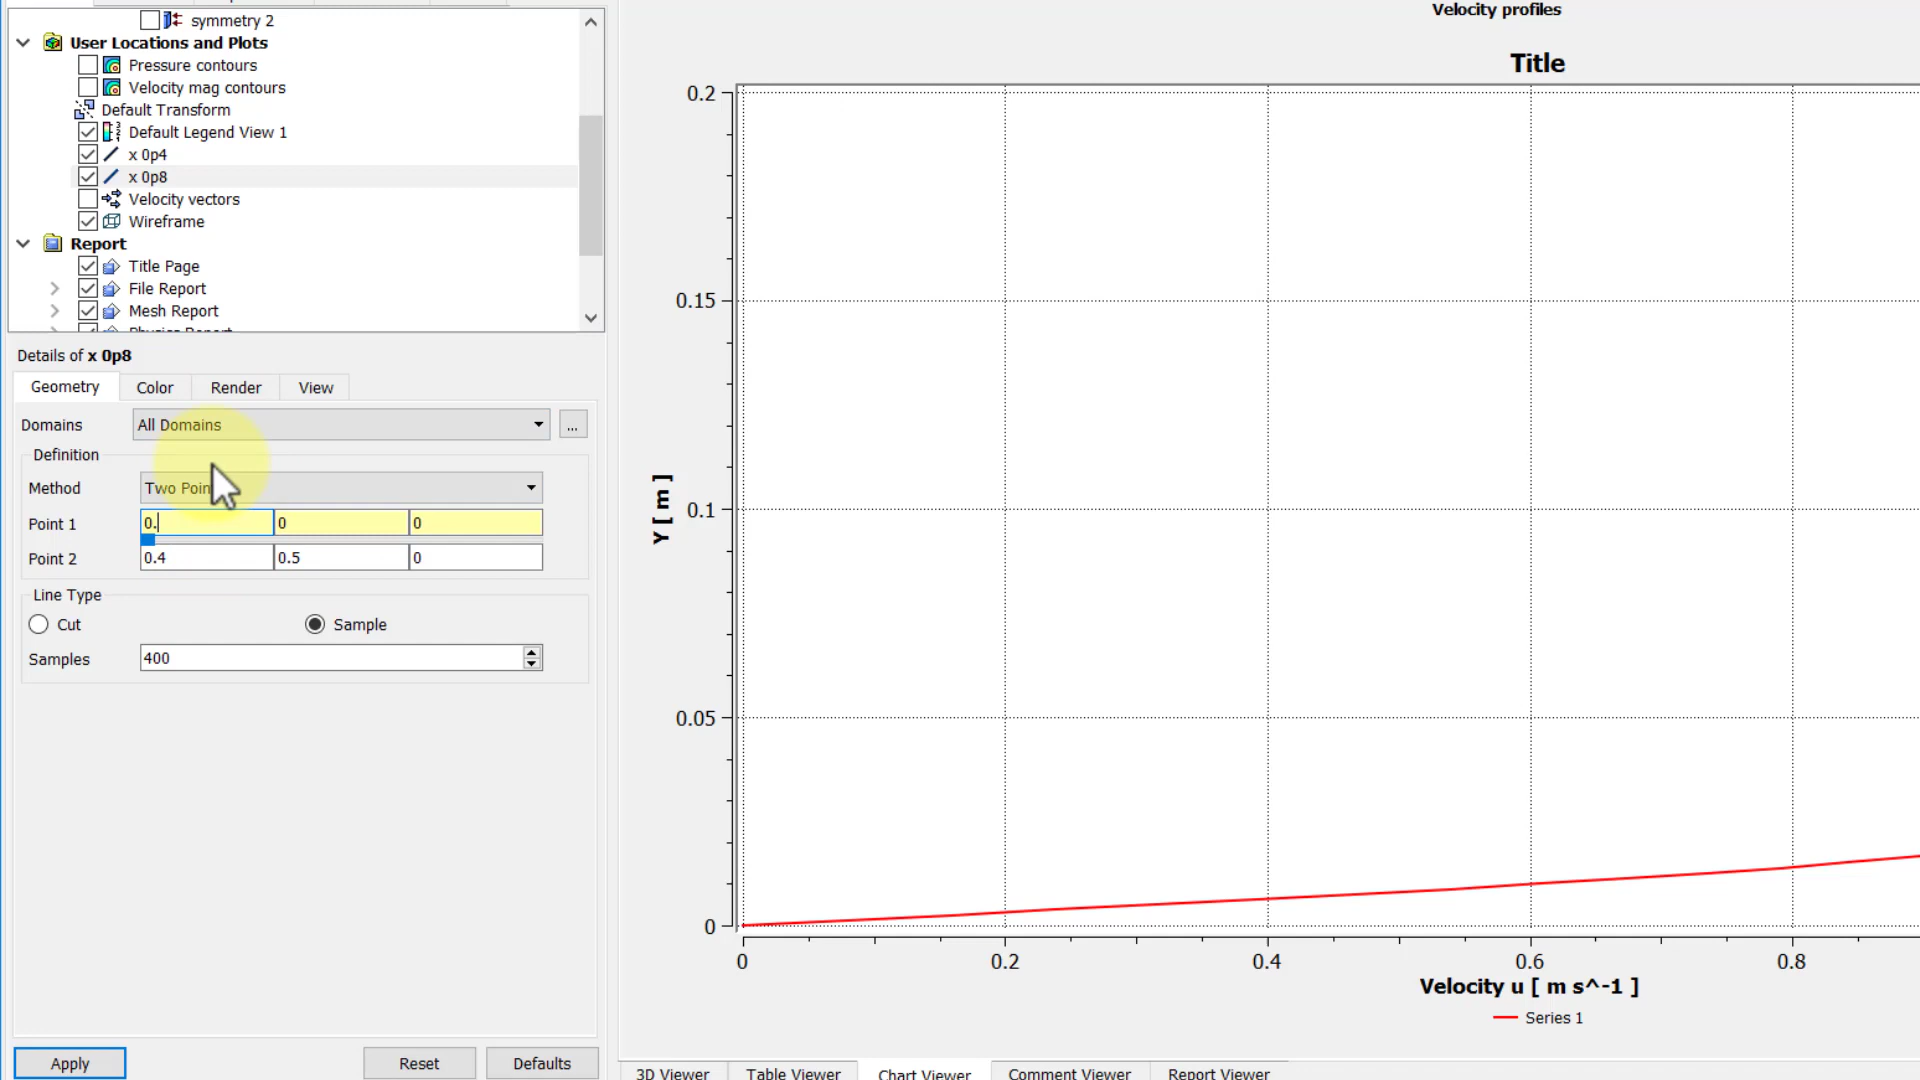 symmetry 2
User Locations and Plots
Pressure contours
Velocity mag contours
Default Transform
Default Legend View 1
x 0p4
x 0p8
Velocity vectors
Wireframe
Report
Title Page
File Report
Mesh Report
Physics Report
Details of x 0p8
Geometry Color Render View
Domains All Domains ...
Definition
Method Two Poin
Point 1 0. 0 0
Point 2 0.4 0.5 0
Line Type
Cut Sample
Samples 400
Apply Reset Defaults
Velocity profiles
Title
0.2
0.15
Y [ m ]
0.1
0.05
0
0 0.2 0.4 0.6 0.8
Velocity u [ m s^-1 ]
Series 1
3D Viewer Table Viewer Chart Viewer Comment Viewer Report Viewer